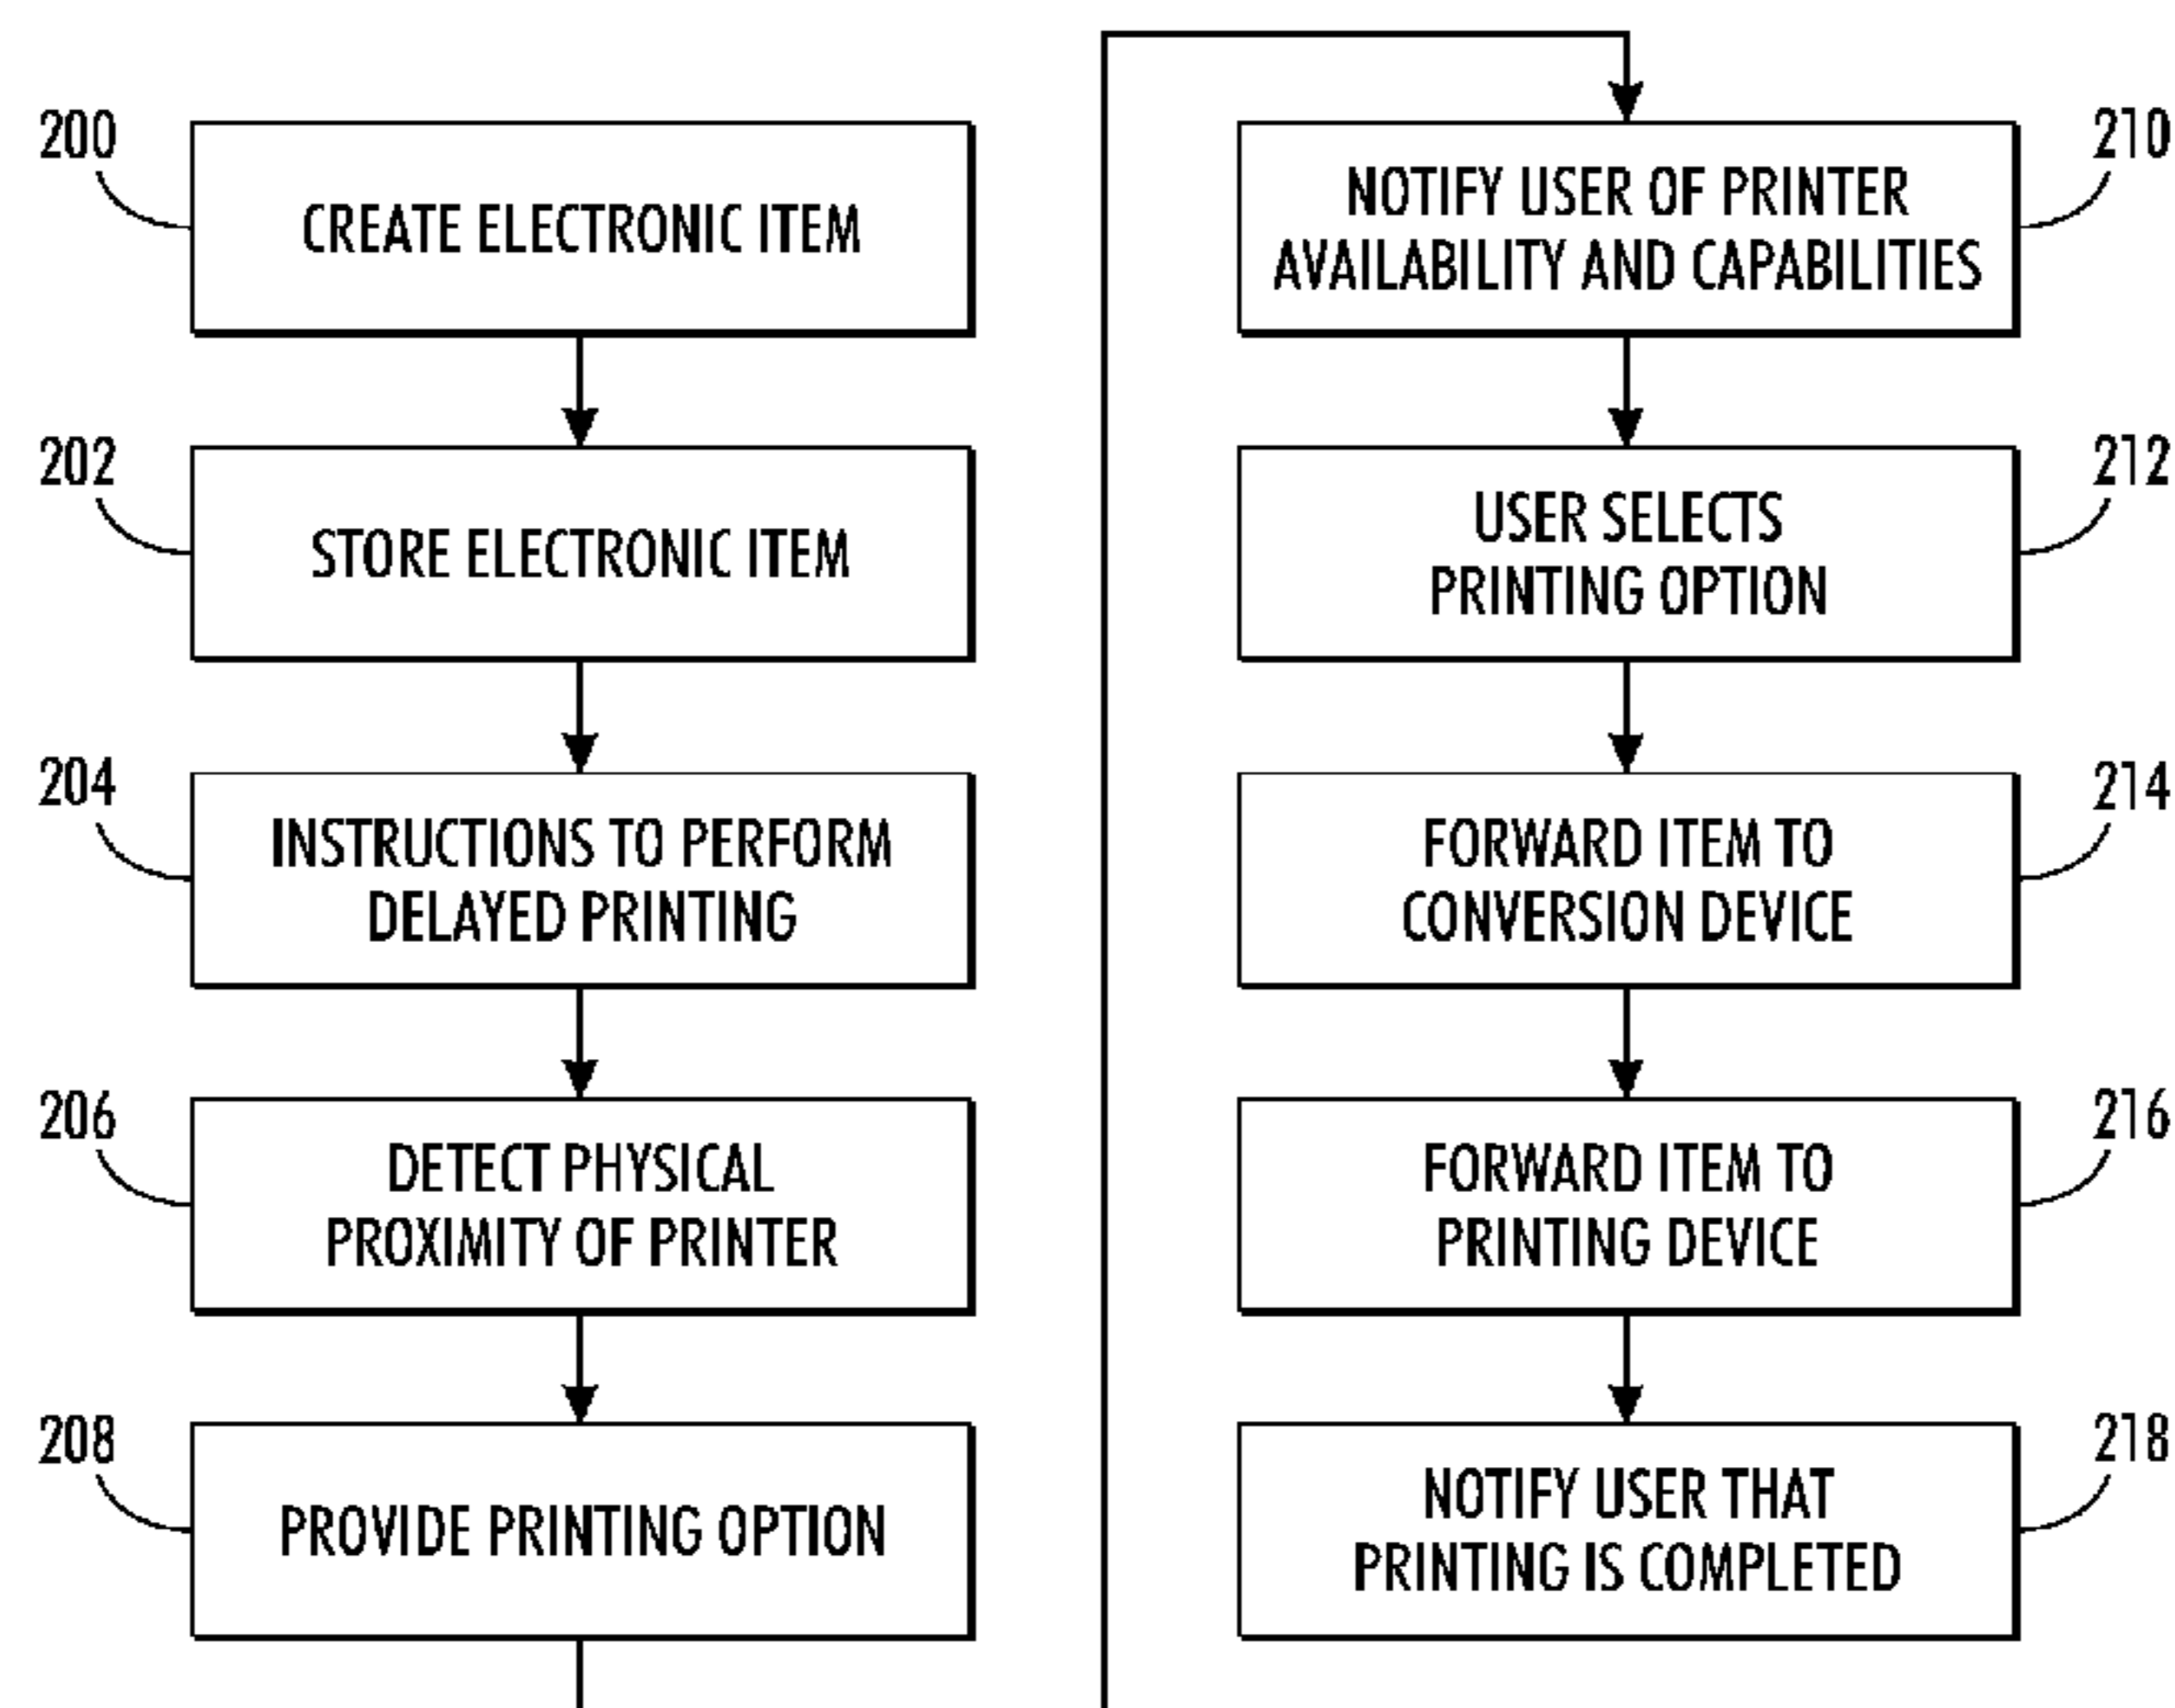 200
CREATE ELECTRONIC ITEM
202
STORE ELECTRONIC ITEM
204
INSTRUCTIONS TO PERFORM
DELAYED PRINTING
206
DETECT PHYSICAL
PROXIMITY OF PRINTER
208
PROVIDE PRINTING OPTION
210
NOTIFY USER OF PRINTER
AVAILABILITY AND CAPABILITIES
212
USER SELECTS
PRINTING OPTION
214
FORWARD ITEM TO
CONVERSION DEVICE
216
FORWARD ITEM TO
PRINTING DEVICE
218
NOTIFY USER THAT
PRINTING IS COMPLETED